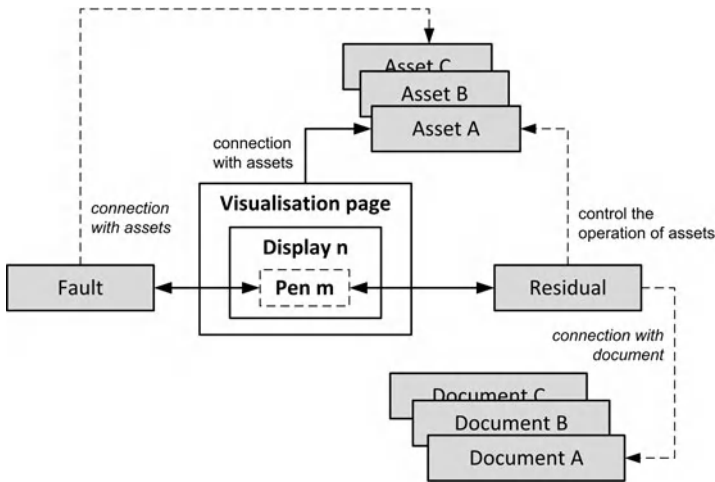 Asset C
Asset B
Asset A
connection
with assets
Visualisation page
connection
with assets
control the
operation of assets
Display n
Fault
Pen m
Residual
connection with
document
Document C
Document B
Document A